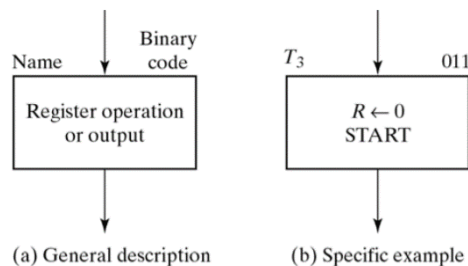 Name
Binary
code
Register operation
or output
(a) General description
T3
011
R ← 0
START
(b) Specific example